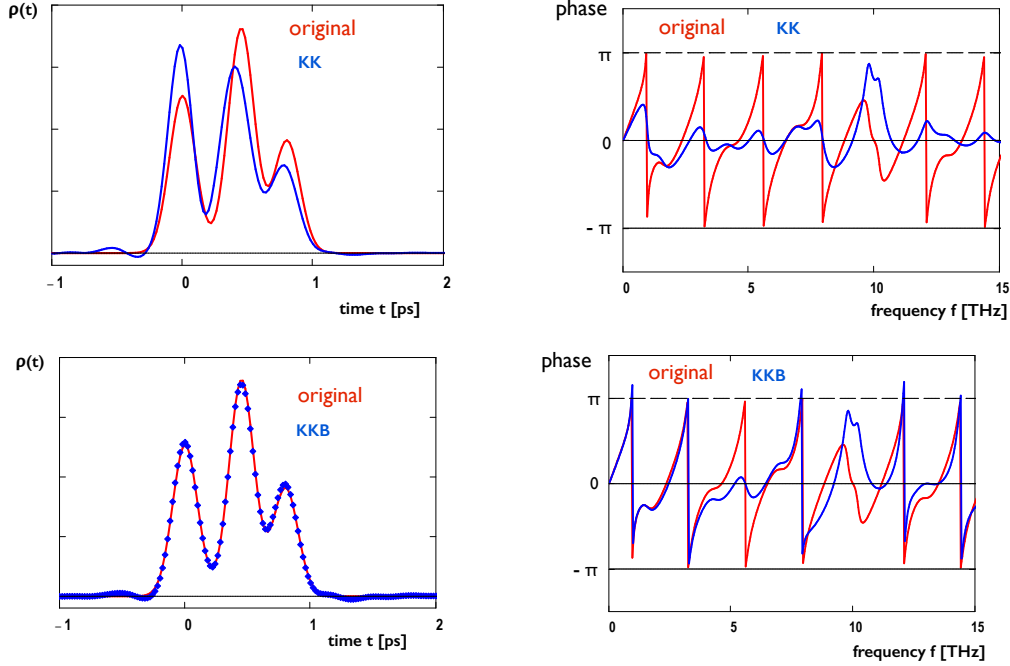 ρ(t)
original
KK
–1
0
1
2
time t [ps]
phase
original
KK
π
0
- π
0
5
10
15
frequency f [THz]
ρ(t)
original
KKB
–1
0
1
2
time t [ps]
phase
original
KKB
π
0
- π
0
5
10
15
frequency f [THz]